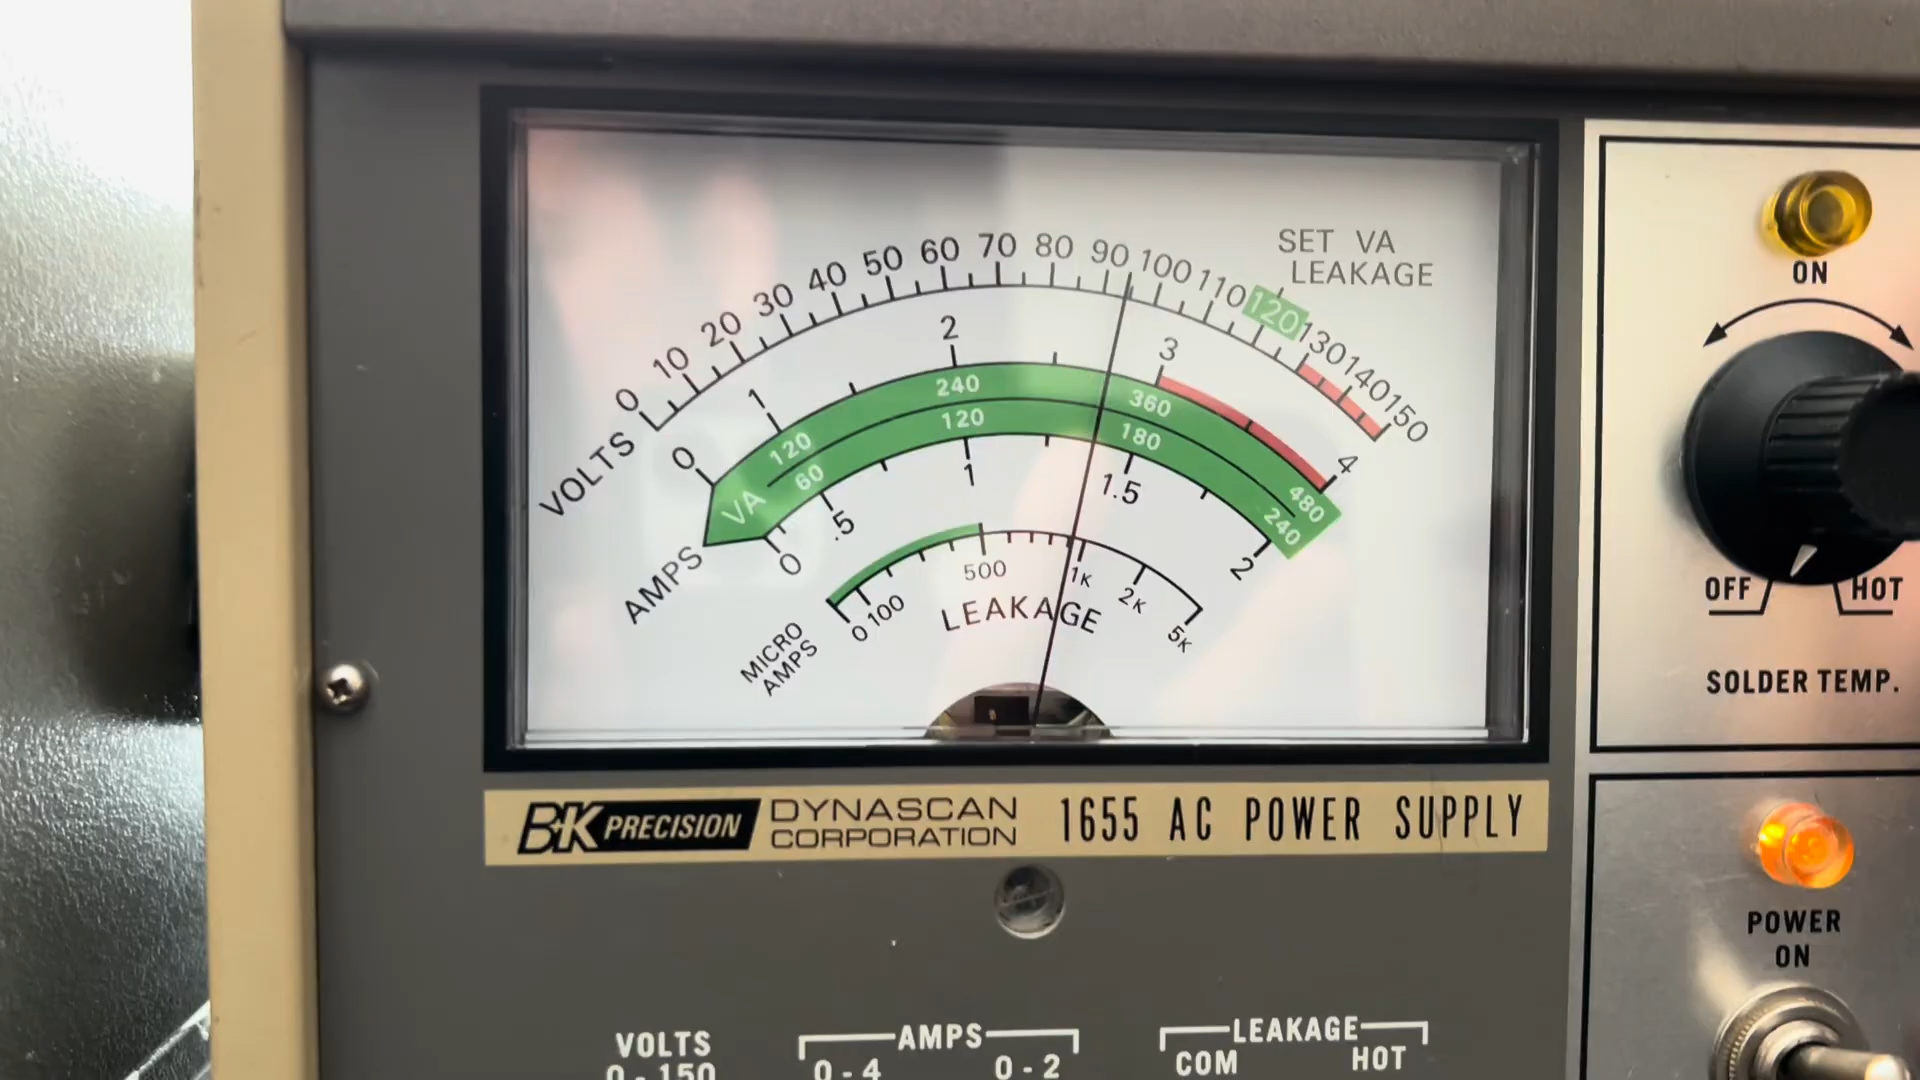 SET VA
LEAKAGE
0 10 20 30 40 50 60 70 80 90 100 110 120 130 140 150
VOLTS
0 1 2 3 4
120 240 360 480
VA
60 120 180 240
0 .5 1 1.5 2
AMPS
0 100 500 1K 2K 5K
LEAKAGE
MICRO
AMPS
B+K PRECISION DYNASCAN
CORPORATION
1655 AC POWER SUPPLY
VOLTS
0-150
AMPS
0-4 0-2
LEAKAGE
COM HOT
ON
OFF HOT
SOLDER TEMP.
POWER
ON